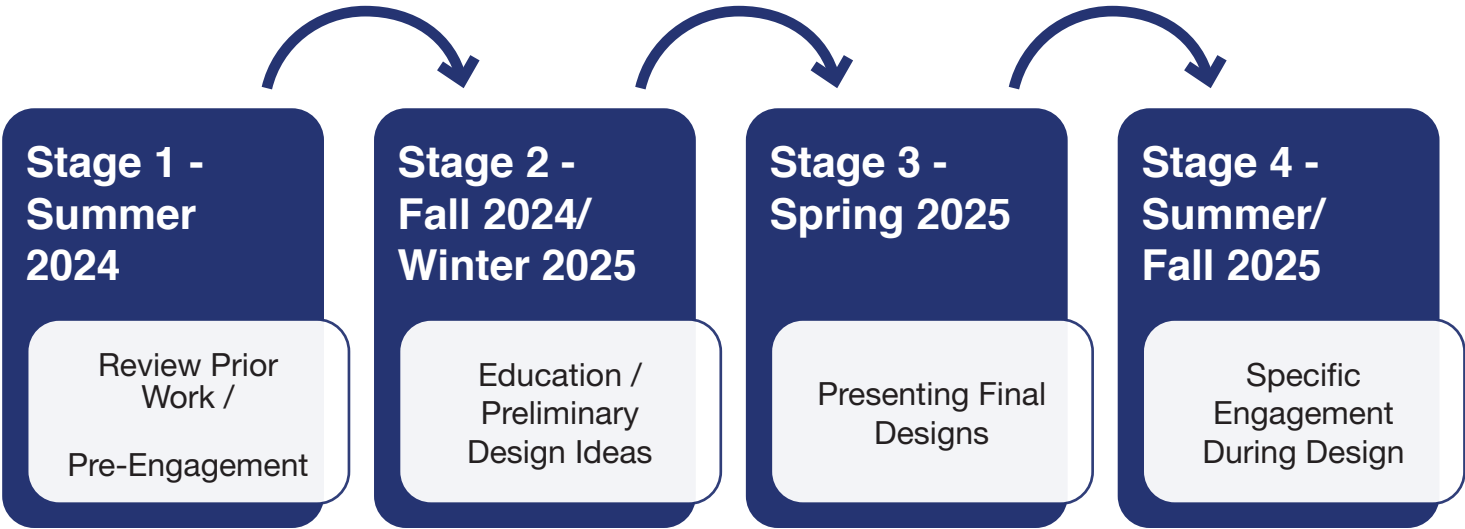 Stage 1 -
Summer
2024
Review Prior
Work /
Pre-Engagement
Stage 2 -
Fall 2024/
Winter 2025
Education /
Preliminary
Design Ideas
Stage 3 -
Spring 2025
Presenting Final
Designs
Stage 4 -
Summer/
Fall 2025
Specific
Engagement
During Design